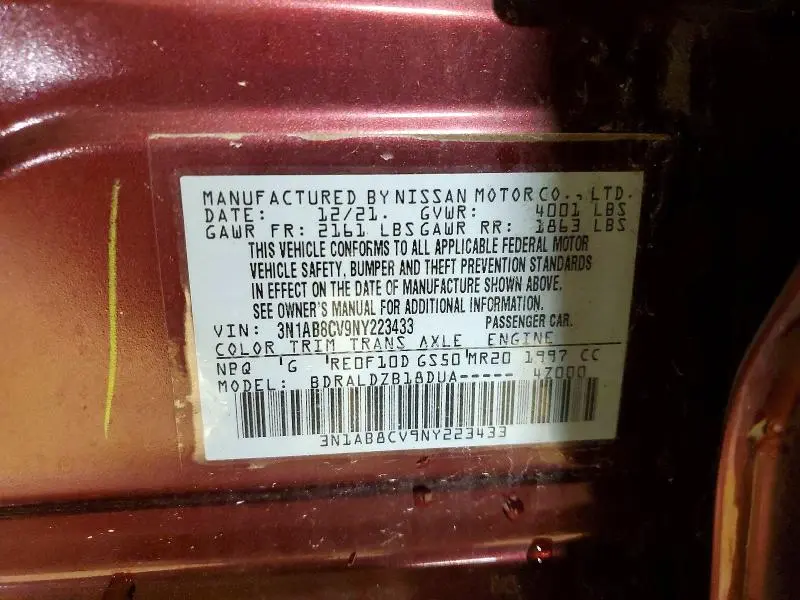 MANUFACTURED BY NISSAN MOTOR CO., LTD.
DATE: 12/21. GVWR: 4001 LBS
GAWR FR: 2161 LBS GAWR RR: 1863 LBS
THIS VEHICLE CONFORMS TO ALL APPLICABLE FEDERAL MOTOR
VEHICLE SAFETY, BUMPER AND THEFT PREVENTION STANDARDS
IN EFFECT ON THE DATE OF MANUFACTURE SHOWN ABOVE.
SEE OWNER'S MANUAL FOR ADDITIONAL INFORMATION.
VIN: 3N1AB8CV9NY223433 PASSENGER CAR.
COLOR TRIM TRANS AXLE ENGINE
NBQ 'G 'RE0F10D GS50'MR20 1997 CC
MODEL: BDRALDZB18DUA----- 47000
3N1AB8CV9NY223433